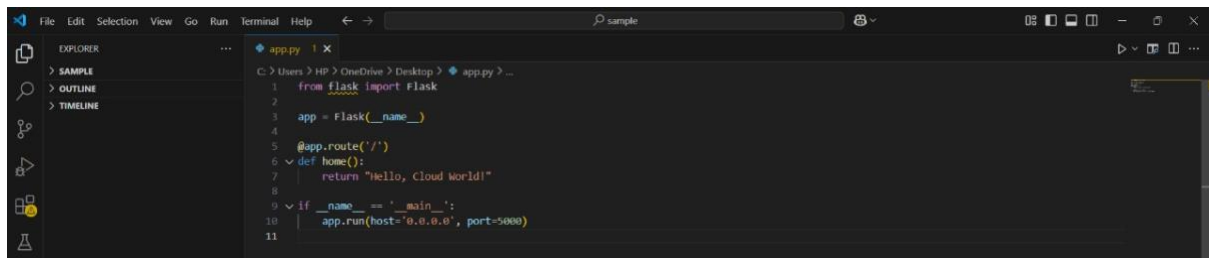 File Edit Selection View Go Run Terminal Help
sample
EXPLORER
app.py 1
C: > Users > HP > OneDrive > Desktop > app.py > ...
SAMPLE
OUTLINE
TIMELINE
1 from flask import Flask
2
3 app = Flask(__name__)
4
5 @app.route('/')
6 def home():
7 return "Hello, Cloud World!"
8
9 if __name__ == '__main__':
10 app.run(host='0.0.0.0', port=5000)
11